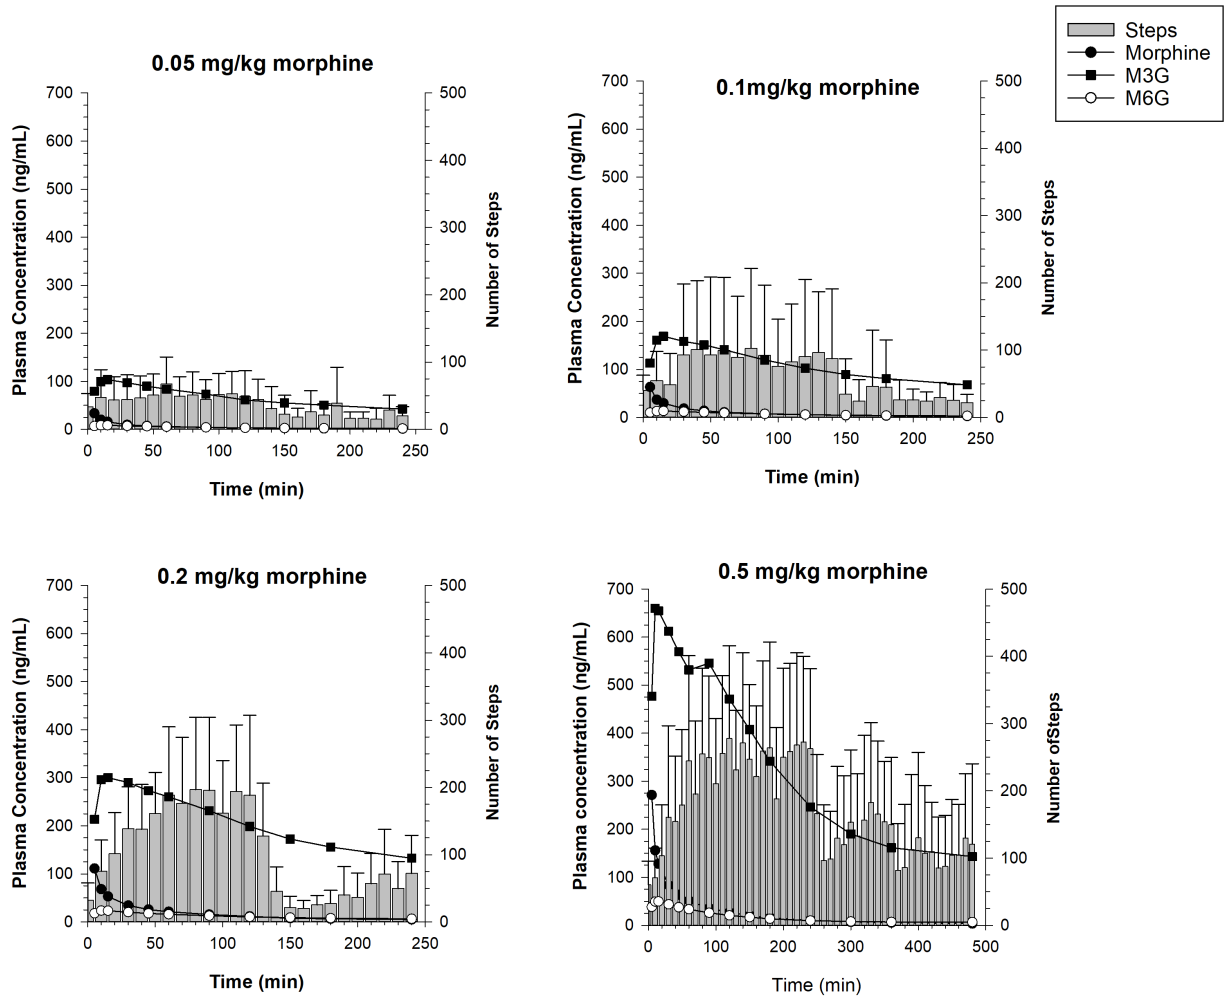 Steps
Morphine
M3G
M6G
0.05 mg/kg morphine
700
600
500
400
300
200
100
0
Plasma Concentration (ng/mL)
500
400
300
200
100
0
Number of Steps
0 50 100 150 200 250
Time (min)
0.1mg/kg morphine
700
600
500
400
300
200
100
0
Plasma Concentration (ng/mL)
500
400
300
200
100
0
Number of Steps
0 50 100 150 200 250
Time (min)
0.2 mg/kg morphine
700
600
500
400
300
200
100
0
Plasma Concentration (ng/mL)
500
400
300
200
100
0
Number of Steps
0 50 100 150 200 250
Time (min)
0.5 mg/kg morphine
700
600
500
400
300
200
100
0
Plasma concentration (ng/mL)
500
400
300
200
100
0
Number ofSteps
0 100 200 300 400 500
Time (min)